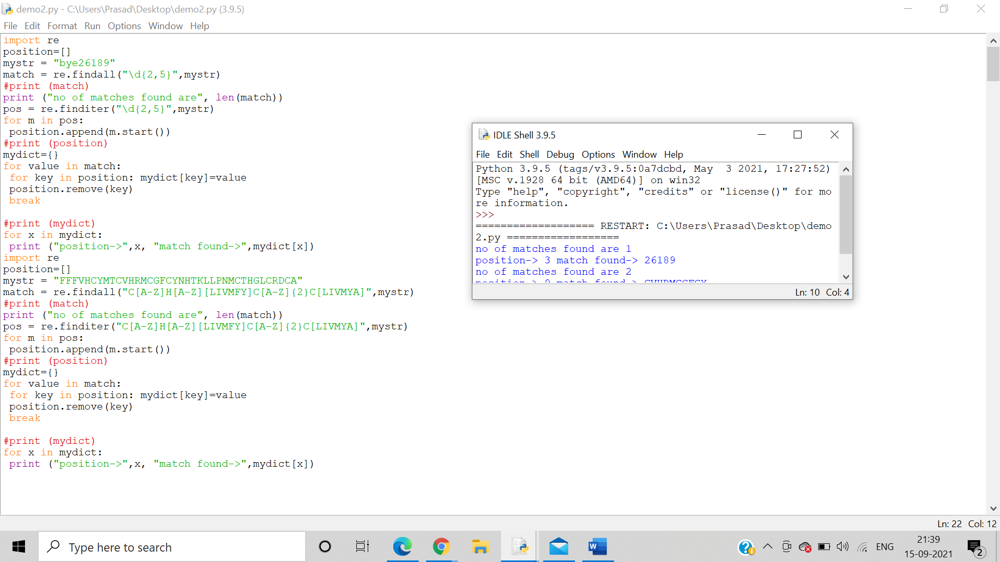 demo2.py - C:\Users\Prasad\Desktop\demo2.py (3.9.5)
File Edit Format Run Options Window Help
import re
position=[]
mystr = "bye26189"
match = re.findall("\d{2,5}",mystr)
#print (match)
print ("no of matches found are", len(match))
pos = re.finditer("\d{2,5}",mystr)
for m in pos:
 position.append(m.start())
#print (position)
mydict={}
for value in match:
 for key in position: mydict[key]=value
 position.remove(key)
 break

#print (mydict)
for x in mydict:
 print ("position->",x, "match found->",mydict[x])
import re
position=[]
mystr = "FFFVHCYMTCVHRMCGFCYNHTKLLPNMCTHGLCRDCA"
match = re.findall("C[A-Z]H[A-Z][LIVMFY]C[A-Z]{2}C[LIVMYA]",mystr)
#print (match)
print ("no of matches found are", len(match))
pos = re.finditer("C[A-Z]H[A-Z][LIVMFY]C[A-Z]{2}C[LIVMYA]",mystr)
for m in pos:
 position.append(m.start())
#print (position)
mydict={}
for value in match:
 for key in position: mydict[key]=value
 position.remove(key)
 break

#print (mydict)
for x in mydict:
 print ("position->",x, "match found->",mydict[x])
IDLE Shell 3.9.5
File Edit Shell Debug Options Window Help
Python 3.9.5 (tags/v3.9.5:0a7dcbd, May  3 2021, 17:27:52)
[MSC v.1928 64 bit (AMD64)] on win32
Type "help", "copyright", "credits" or "license()" for mo
re information.
>>>
=================== RESTART: C:\Users\Prasad\Desktop\demo
2.py ==================
no of matches found are 1
position-> 3 match found-> 26189
no of matches found are 2
position-> 9 match found-> CVHRMCGFCY
Ln: 10 Col: 4
Ln: 22 Col: 12
Type here to search
W
ENG
21:39
15-09-2021
2